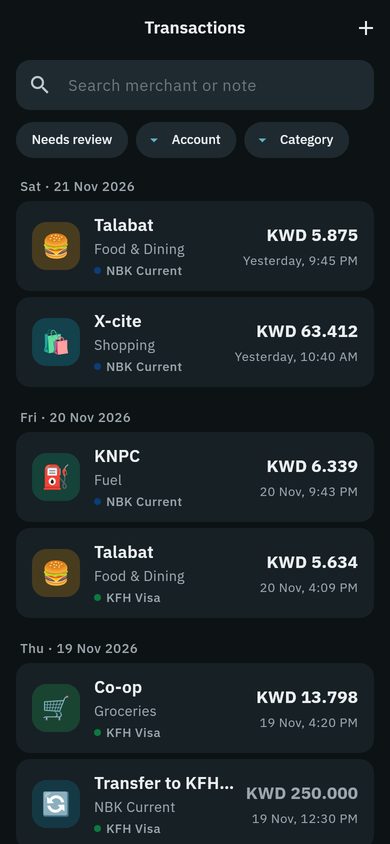 Transactions
Search merchant or note
Needs review
Account
Category
Sat · 21 Nov 2026
Talabat
KWD 5.875
Food & Dining
Yesterday, 9:45 PM
NBK Current
X-cite
KWD 63.412
Shopping
Yesterday, 10:40 AM
NBK Current
Fri · 20 Nov 2026
KNPC
KWD 6.339
Fuel
20 Nov, 9:43 PM
NBK Current
Talabat
KWD 5.634
Food & Dining
20 Nov, 4:09 PM
KFH Visa
Thu · 19 Nov 2026
Co-op
KWD 13.798
Groceries
19 Nov, 4:20 PM
KFH Visa
Transfer to KFH...
KWD 250.000
NBK Current
19 Nov, 12:30 PM
KFH Visa